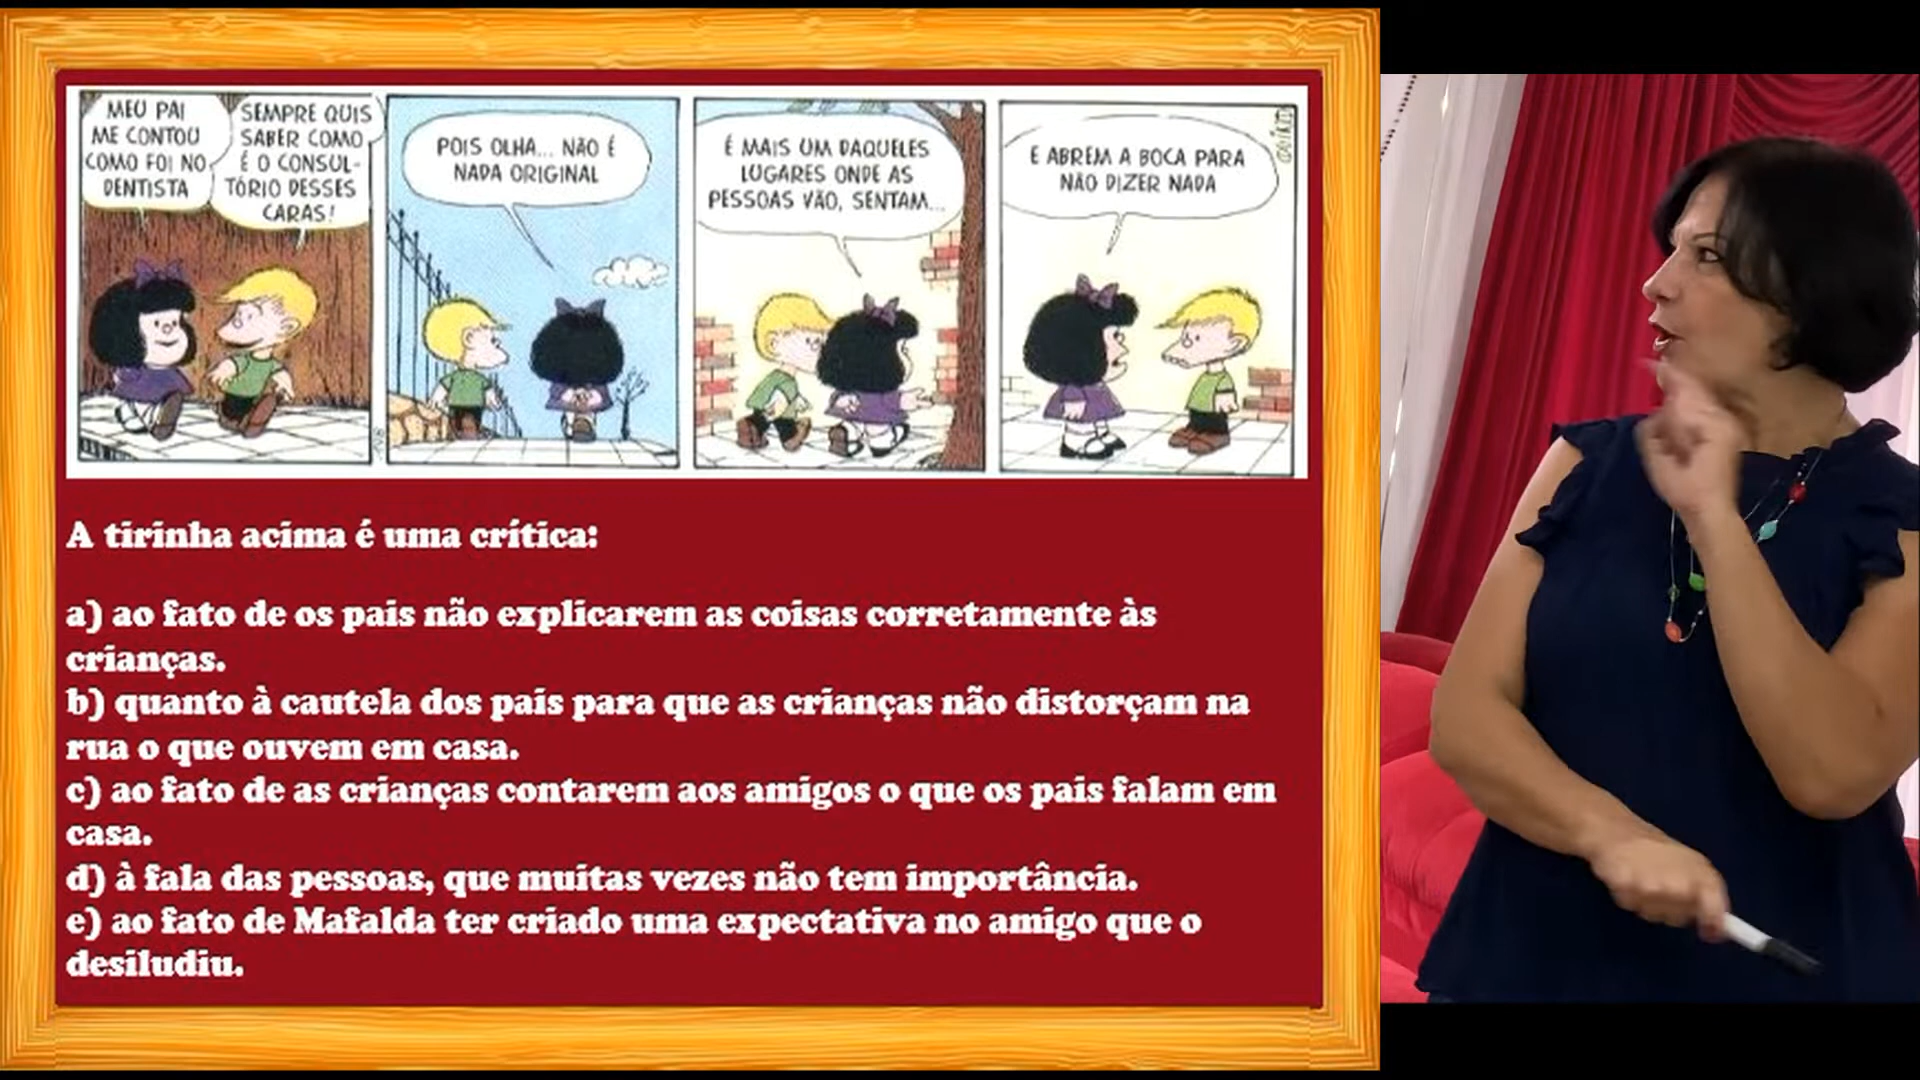 MEU PAI
ME CONTOU
COMO FOI NO
DENTISTA
SEMPRE QUIS
SABER COMO
É O CONSUL-
TÓRIO DESSES
CARAS!
POIS OLHA... NÃO É
NADA ORIGINAL
É MAIS UM DAQUELES
LUGARES ONDE AS
PESSOAS VÃO, SENTAM...
E ABREM A BOCA PARA
NÃO DIZER NADA
QUINO
A tirinha acima é uma crítica:
a) ao fato de os pais não explicarem as coisas corretamente às
crianças.
b) quanto à cautela dos pais para que as crianças não distorçam na
rua o que ouvem em casa.
c) ao fato de as crianças contarem aos amigos o que os pais falam em
casa.
d) à fala das pessoas, que muitas vezes não tem importância.
e) ao fato de Mafalda ter criado uma expectativa no amigo que o
desiludiu.